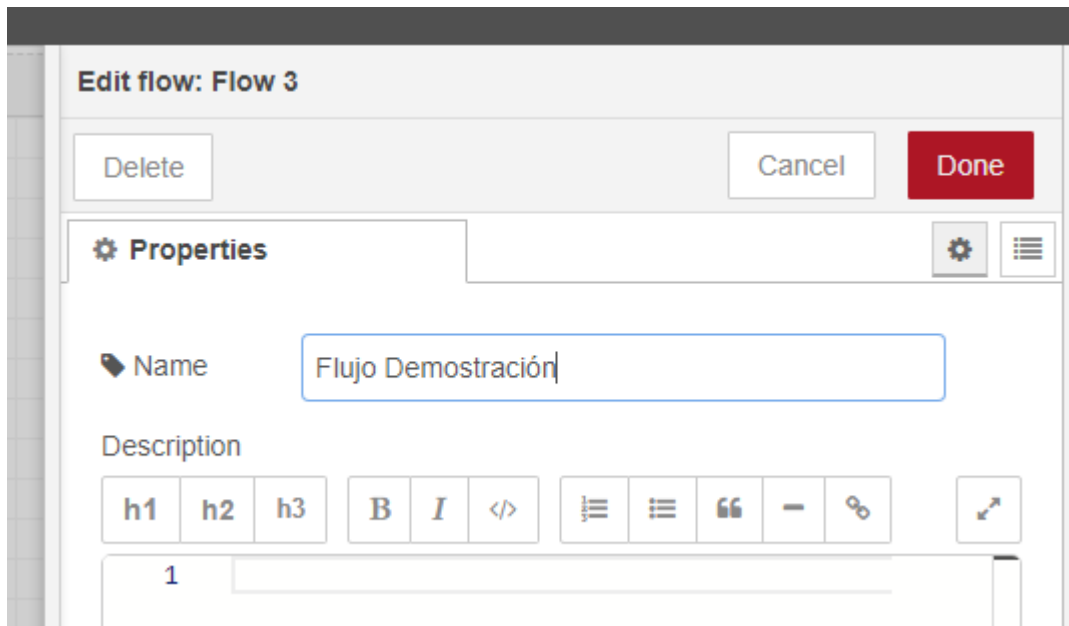 Edit flow: Flow 3
Delete Cancel Done
Properties
Name Flujo Demostración
Description
h1 h2 h3 B I </>
1